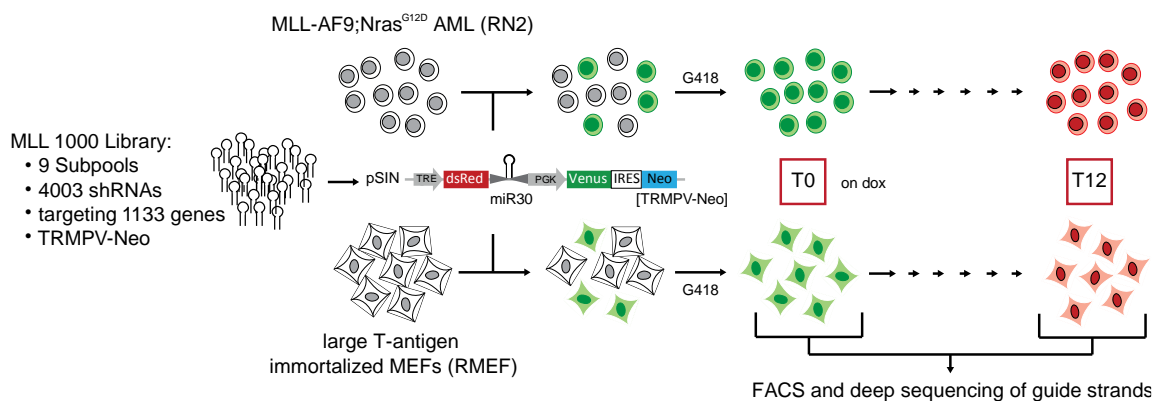 MLL-AF9;NrasG12D AML (RN2)
G418
MLL 1000 Library:
• 9 Subpools
• 4003 shRNAs
• targeting 1133 genes
• TRMPV-Neo
pSIN TRE dsRed PGK Venus IRES Neo
miR30 [TRMPV-Neo]
T0 on dox T12
G418
large T-antigen
immortalized MEFs (RMEF)
FACS and deep sequencing of guide strands